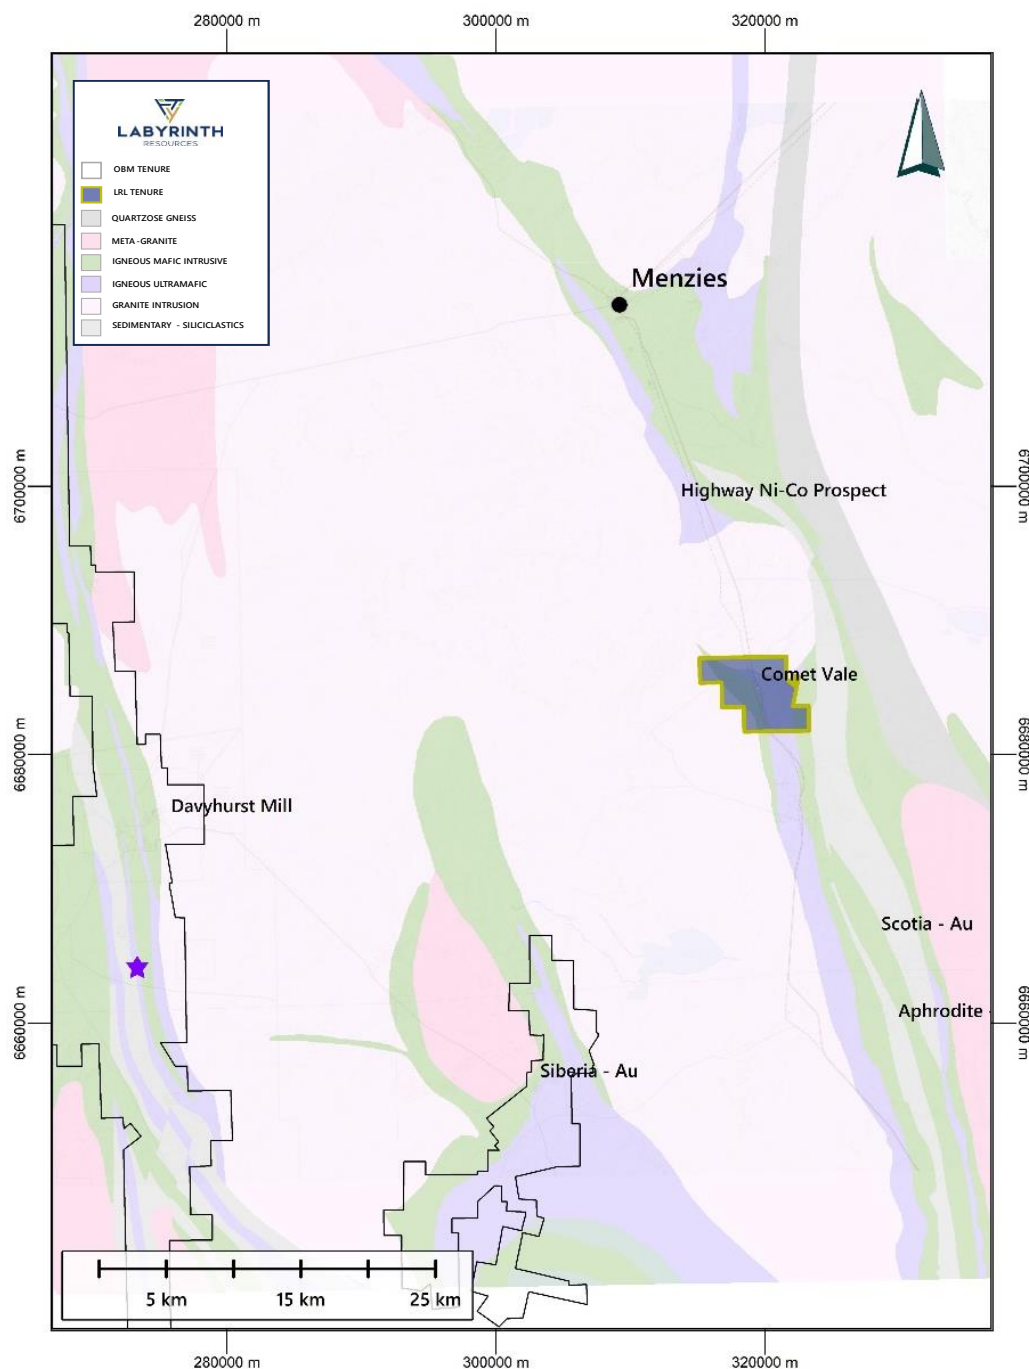 280000 m
300000 m
320000 m
LABYRINTH
RESOURCES
OBM TENURE
LRL TENURE
QUARTZOSE GNEISS
META-GRANITE
IGNEOUS MAFIC INTRUSIVE
IGNEOUS ULTRAMAFIC
GRANITE INTRUSION
SEDIMENTARY - SILICICLASTICS
Menzies
6700000 m
Highway Ni-Co Prospect
6700000 m
Comet Vale
6680000 m
6680000 m
Davyhurst Mill
Scotia - Au
6660000 m
Aphrodite -
6660000 m
Siberia - Au
5 km
15 km
25 km
280000 m
300000 m
320000 m